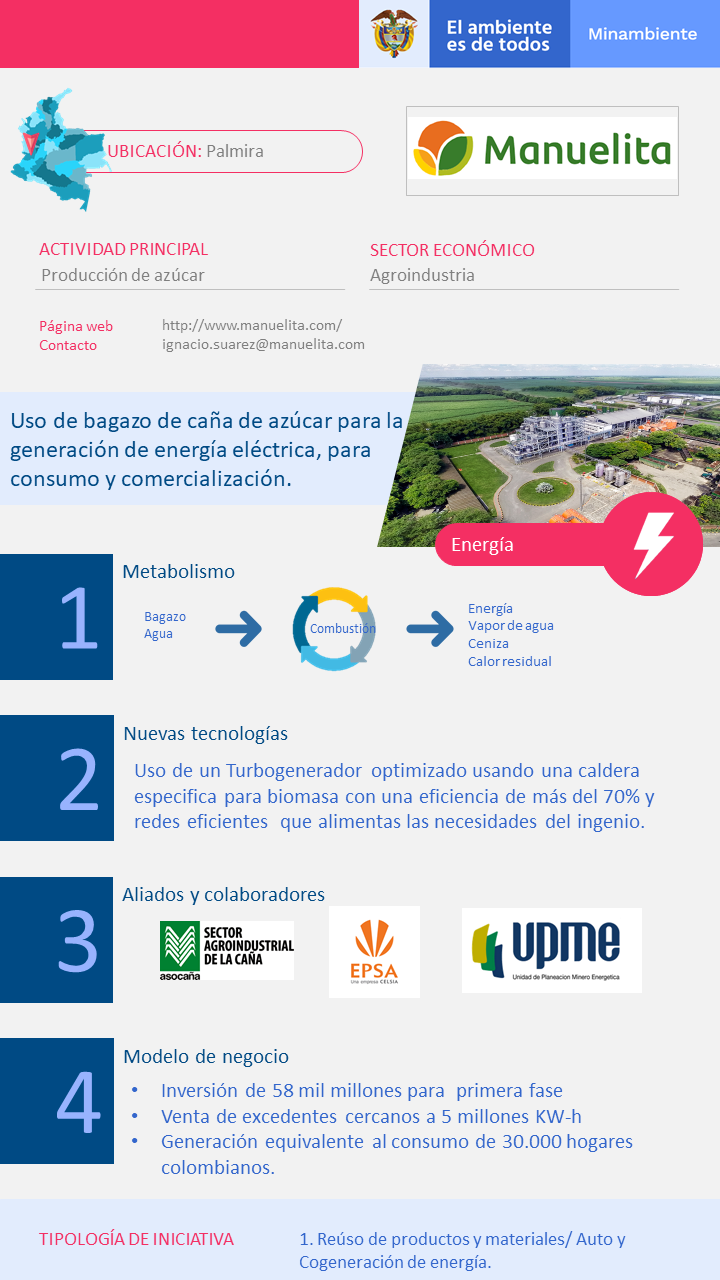 El ambiente
es de todos
Minambiente
UBICACIÓN: Palmira
Manuelita
ACTIVIDAD PRINCIPAL
Producción de azúcar
SECTOR ECONÓMICO
Agroindustria
Página web
http://www.manuelita.com/
Contacto
ignacio.suarez@manuelita.com
Uso de bagazo de caña de azúcar para la
generación de energía eléctrica, para
consumo y comercialización.
Energía
1
Metabolismo
Bagazo
Agua
Combustión
Energía
Vapor de agua
Ceniza
Calor residual
2
Nuevas tecnologías
Uso de un Turbogenerador optimizado usando una caldera
especifica para biomasa con una eficiencia de más del 70% y
redes eficientes que alimentas las necesidades del ingenio.
3
Aliados y colaboradores
asocaña
SECTOR
AGROINDUSTRIAL
DE LA CAÑA
EPSA
Una empresa CELSIA
upme
Unidad de Planeacion Minero Energetica
4
Modelo de negocio
• Inversión de 58 mil millones para primera fase
• Venta de excedentes cercanos a 5 millones KW-h
• Generación equivalente al consumo de 30.000 hogares
colombianos.
TIPOLOGÍA DE INICIATIVA
1. Reúso de productos y materiales/ Auto y
Cogeneración de energía.